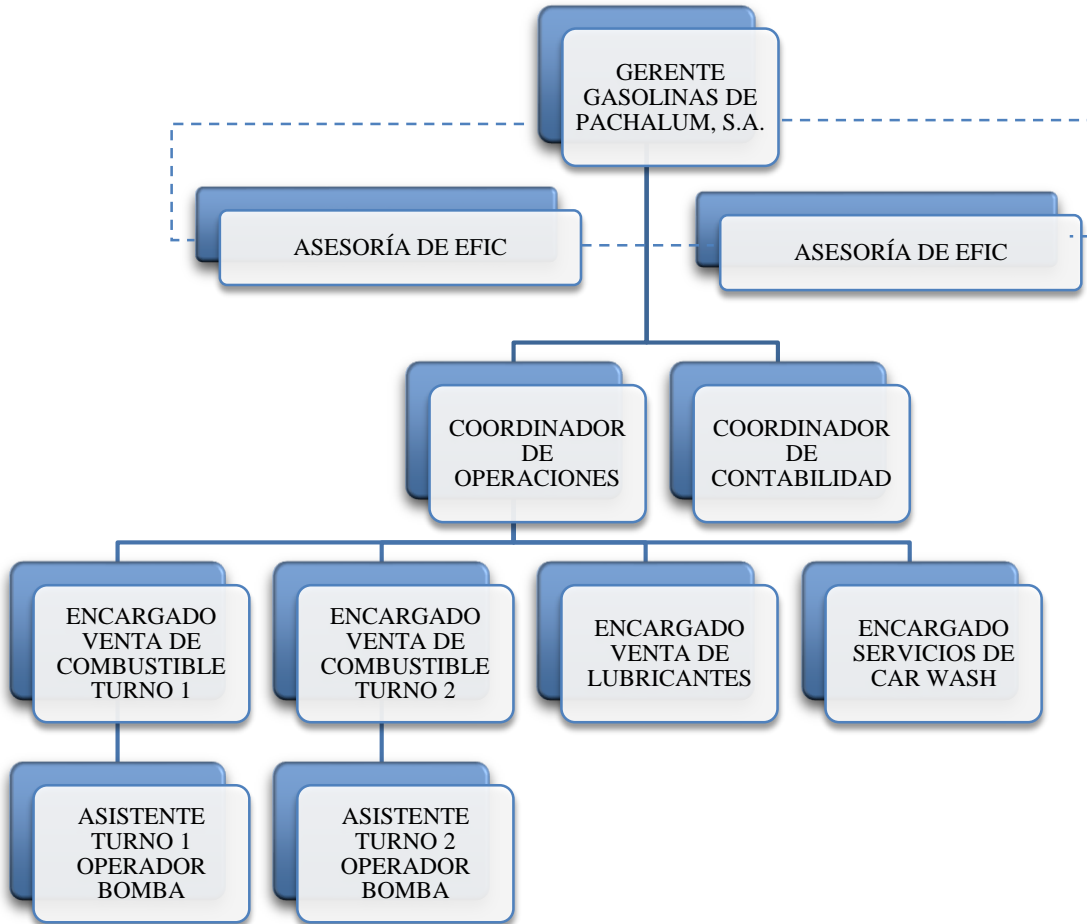 GERENTE
GASOLINAS DE
PACHALUM, S.A.
ASESORÍA DE EFIC
ASESORÍA DE EFIC
COORDINADOR
DE
OPERACIONES
COORDINADOR
DE
CONTABILIDAD
ENCARGADO
VENTA DE
COMBUSTIBLE
TURNO 1
ENCARGADO
VENTA DE
COMBUSTIBLE
TURNO 2
ENCARGADO
VENTA DE
LUBRICANTES
ENCARGADO
SERVICIOS DE
CAR WASH
ASISTENTE
TURNO 1
OPERADOR
BOMBA
ASISTENTE
TURNO 2
OPERADOR
BOMBA